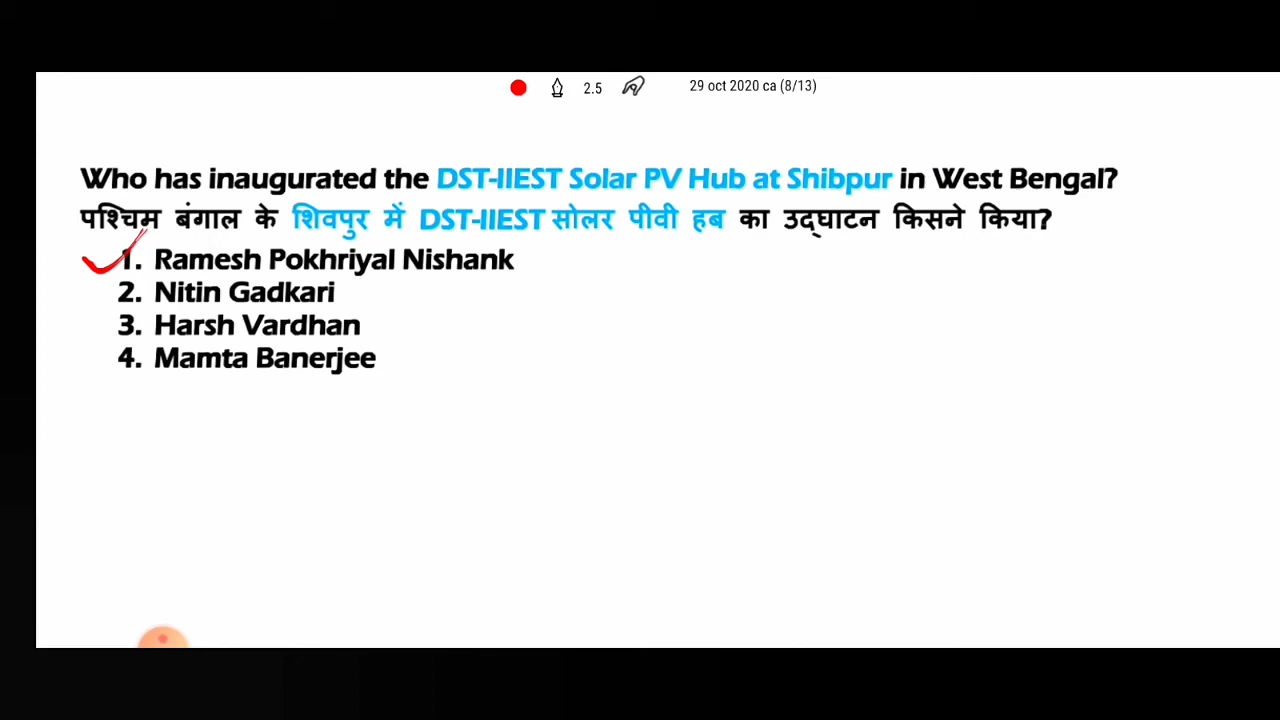 2.5 29 oct 2020 ca (8/13)
Who has inaugurated the DST-IIEST Solar PV Hub at Shibpur in West Bengal?
पश्चिम बंगाल के शिवपुर में DST-IIEST सोलर पीवी हब का उद्घाटन किसने किया?
1. Ramesh Pokhriyal Nishank
2. Nitin Gadkari
3. Harsh Vardhan
4. Mamta Banerjee